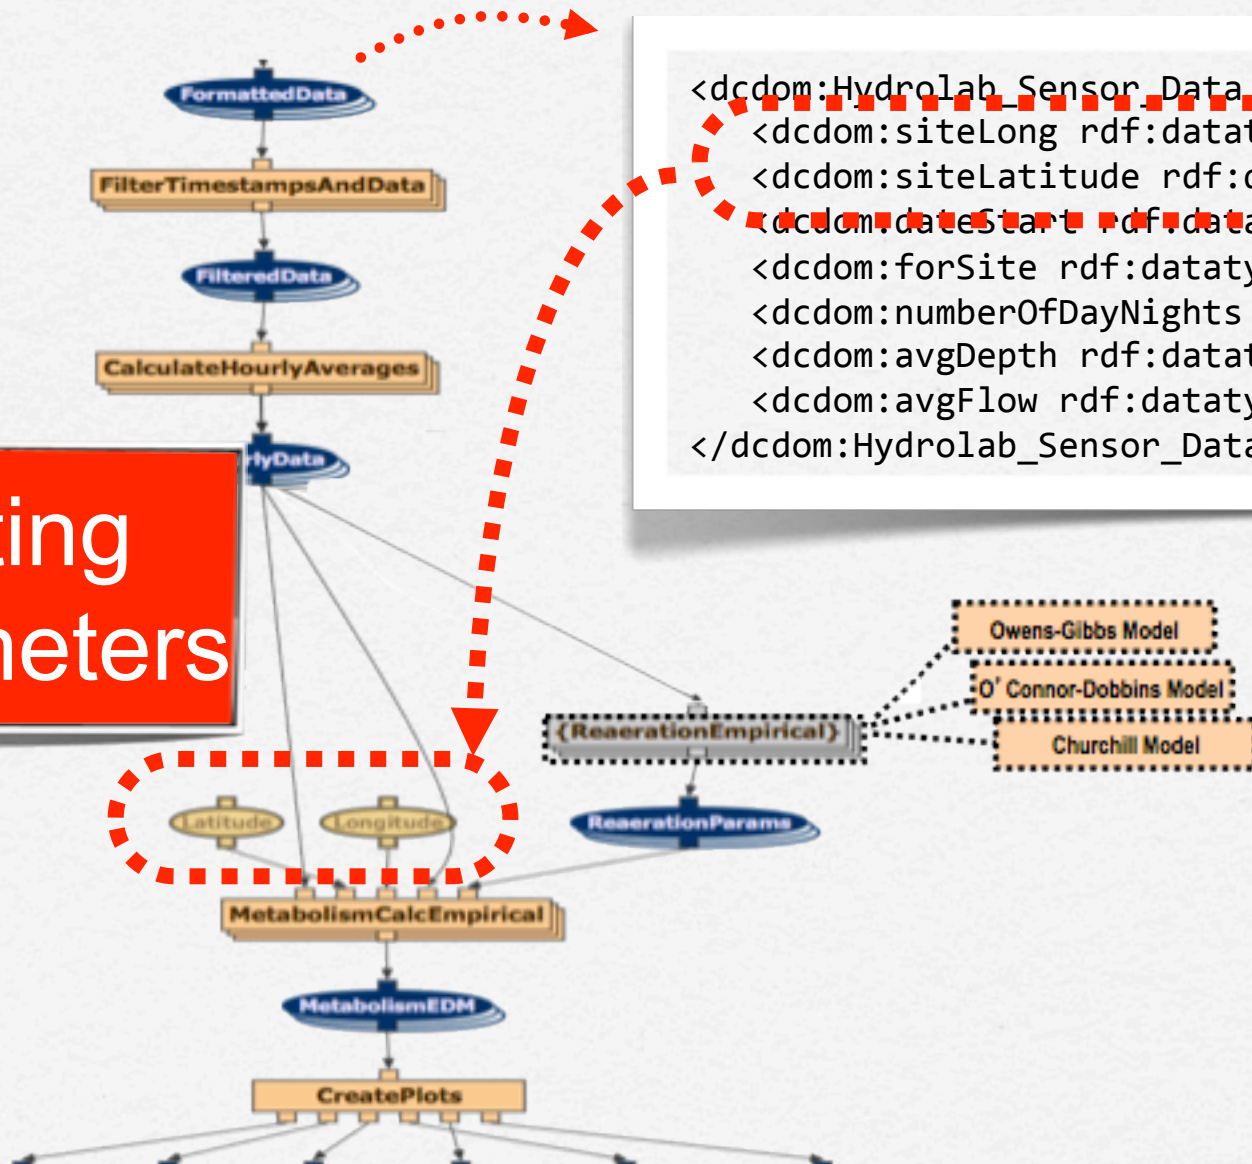 FormattedData
FilterTimestampsAndData
FilteredData
CalculateHourlyAverages
rlyData
ting
neters
<dcdom:Hydrolab_Sensor_Data
<dcdom:siteLong rdf:datat
<dcdom:siteLatitude rdf:d
<dcdom:dateStart rdf:data
<dcdom:forSite rdf:dataty
<dcdom:numberOfDayNights
<dcdom:avgDepth rdf:datat
<dcdom:avgFlow rdf:dataty
</dcdom:Hydrolab_Sensor_Data
Owens-Gibbs Model
O' Connor-Dobbins Model
Churchill Model
{ReaerationEmpirical}
Latitude
Longitude
ReaerationParams
MetabolismCalcEmpirical
MetabolismEDM
CreatePlots